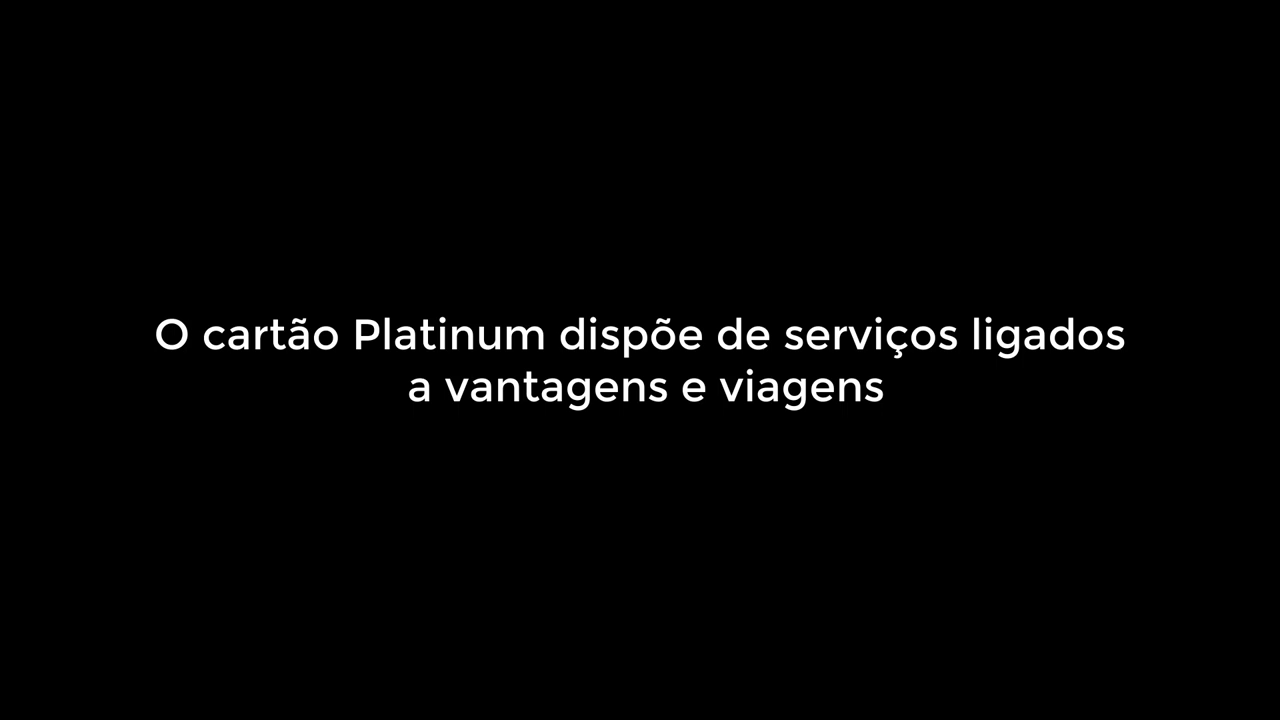 O cartão Platinum dispõe de serviços ligados
a vantagens e viagens